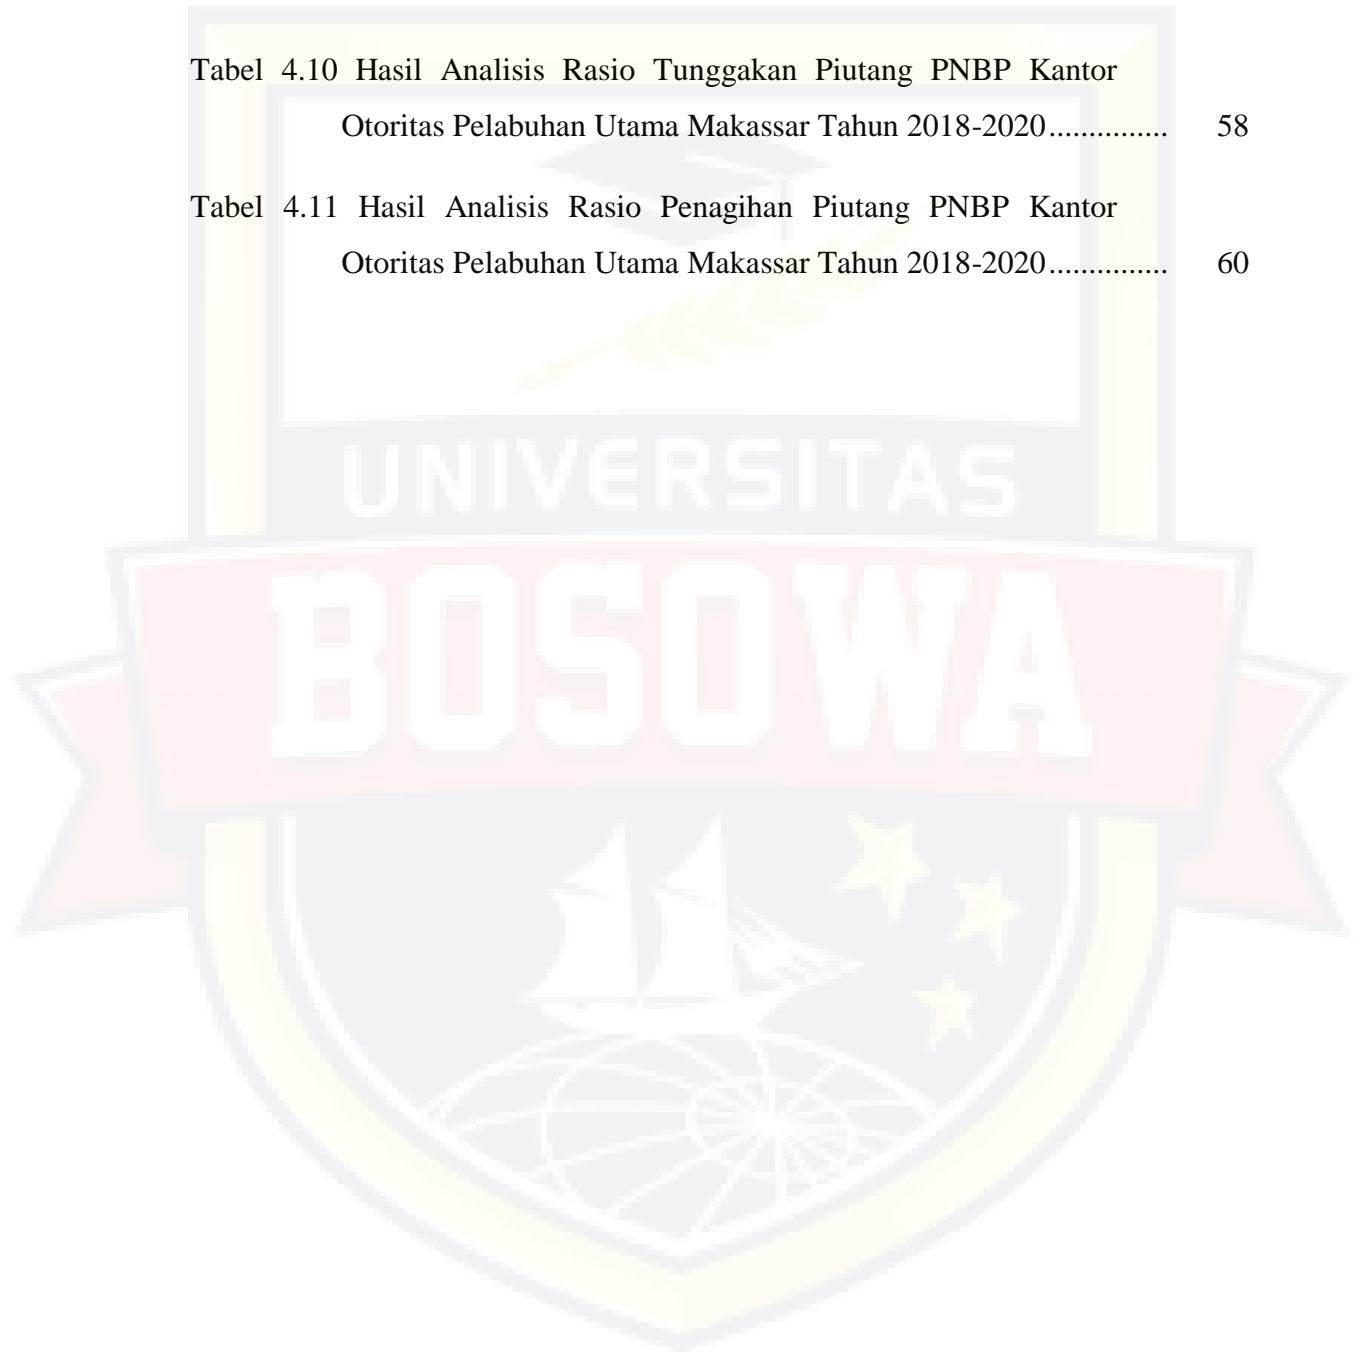 Tabel 4.10 Hasil Analisis Rasio Tunggakan Piutang PNBP Kantor
Otoritas Pelabuhan Utama Makassar Tahun 2018-2020............... 58
Tabel 4.11 Hasil Analisis Rasio Penagihan Piutang PNBP Kantor
Otoritas Pelabuhan Utama Makassar Tahun 2018-2020............... 60
UNIVERSITAS
BOSOWA